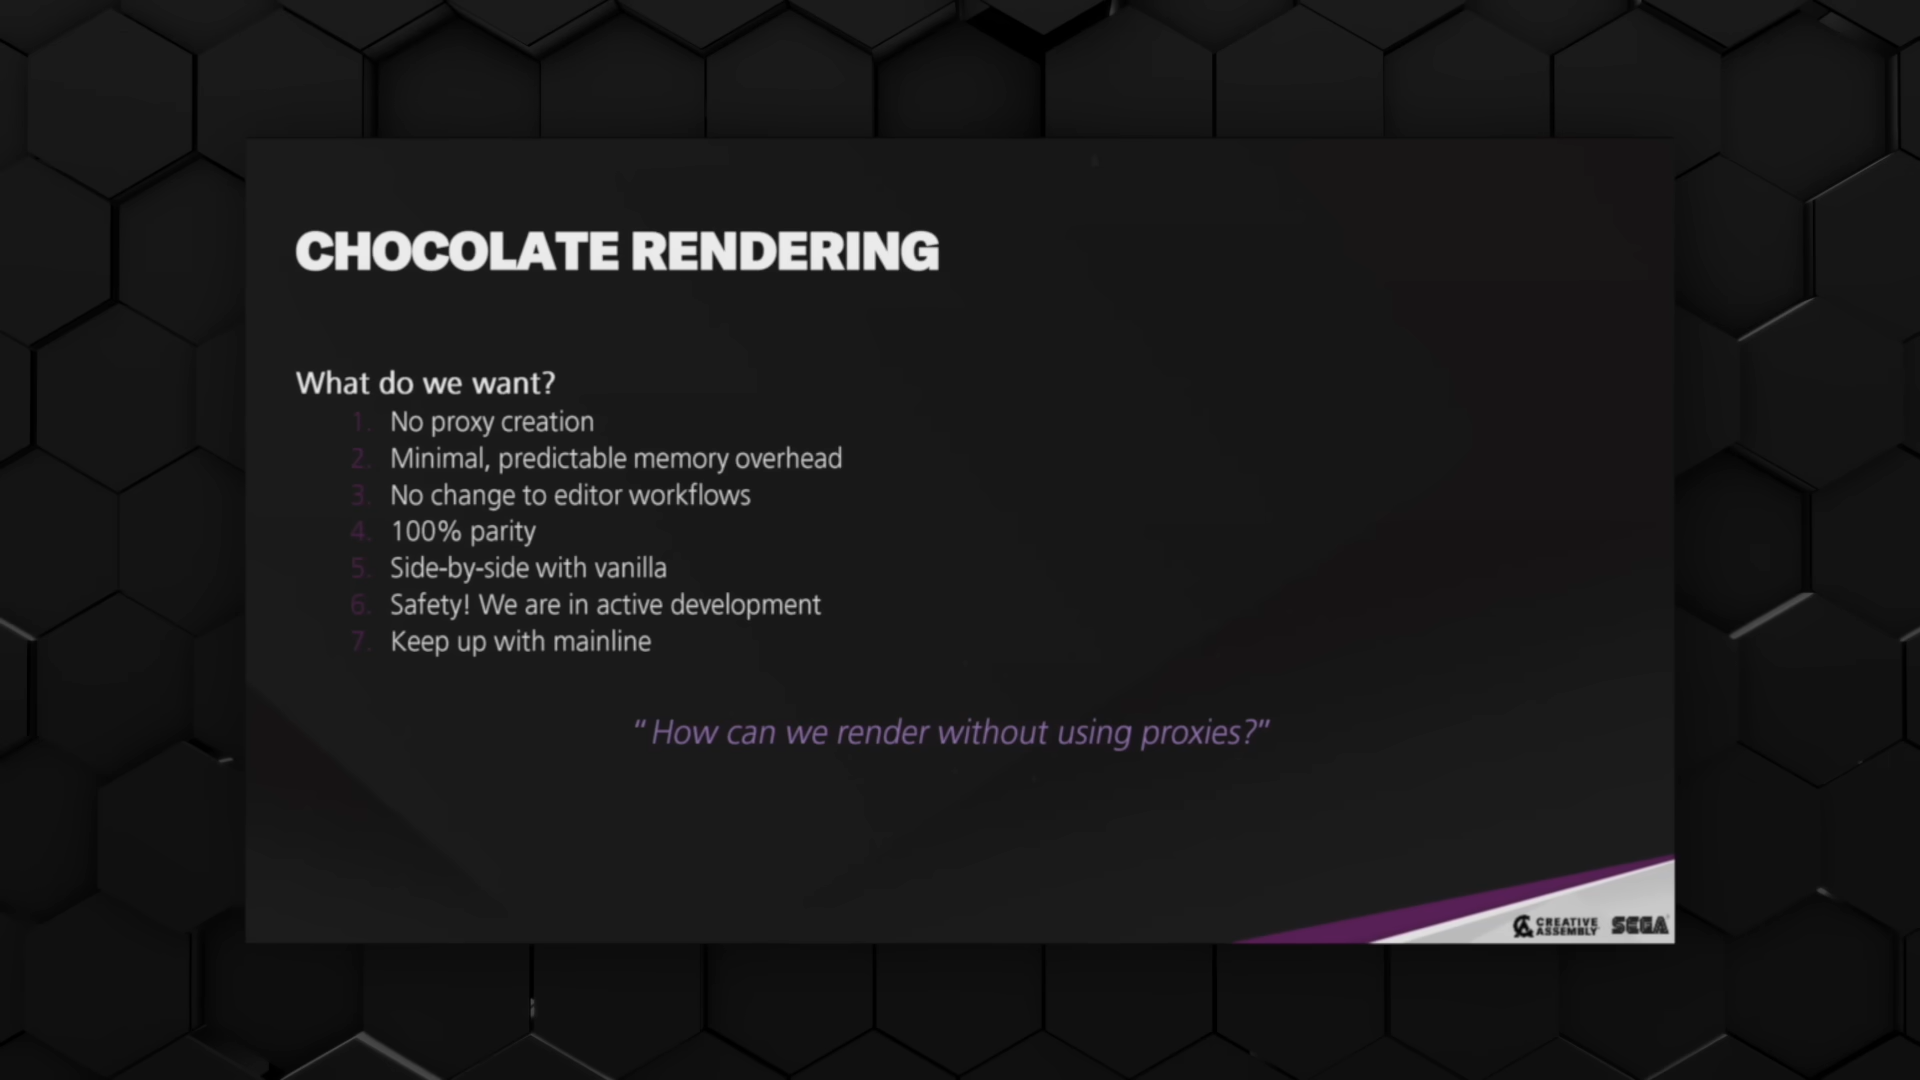 CHOCOLATE RENDERING
What do we want?
1. No proxy creation
2. Minimal, predictable memory overhead
3. No change to editor workflows
4. 100% parity
5. Side-by-side with vanilla
6. Safety! We are in active development
7. Keep up with mainline
“How can we render without using proxies?”
CREATIVE
ASSEMBLY
SEGA